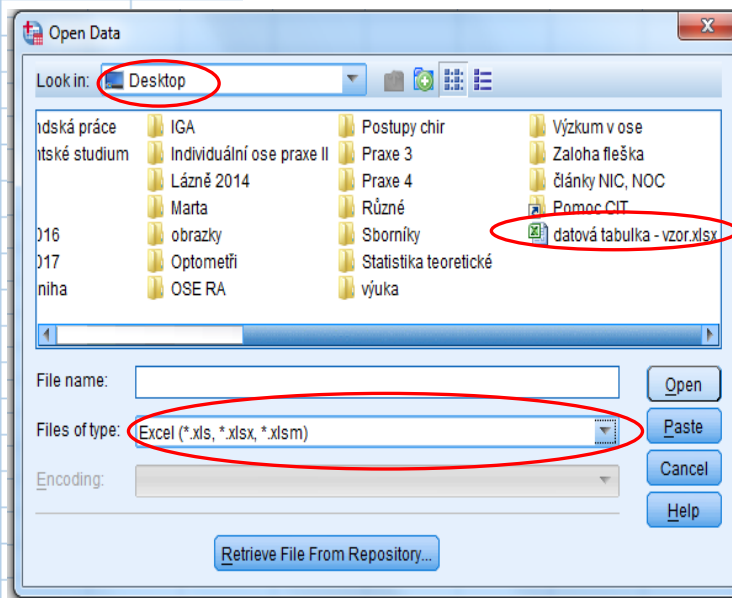 Open Data
x
Look in: Desktop
ndská práce IGA Postupy chir Výzkum v ose
ntské studium Individuální ose praxe II Praxe 3 Zaloha fleška
Lázně 2014 Praxe 4 články NIC, NOC
Marta Různé Pomoc CIT
016 obrazky Sborníky datová tabulka - vzor.xlsx
017 Optometři Statistika teoretické
niha OSE RA výuka
File name: Open
Files of type: Excel (*.xls, *.xlsx, *.xlsm) Paste
Encoding: Cancel
Help
Retrieve File From Repository...